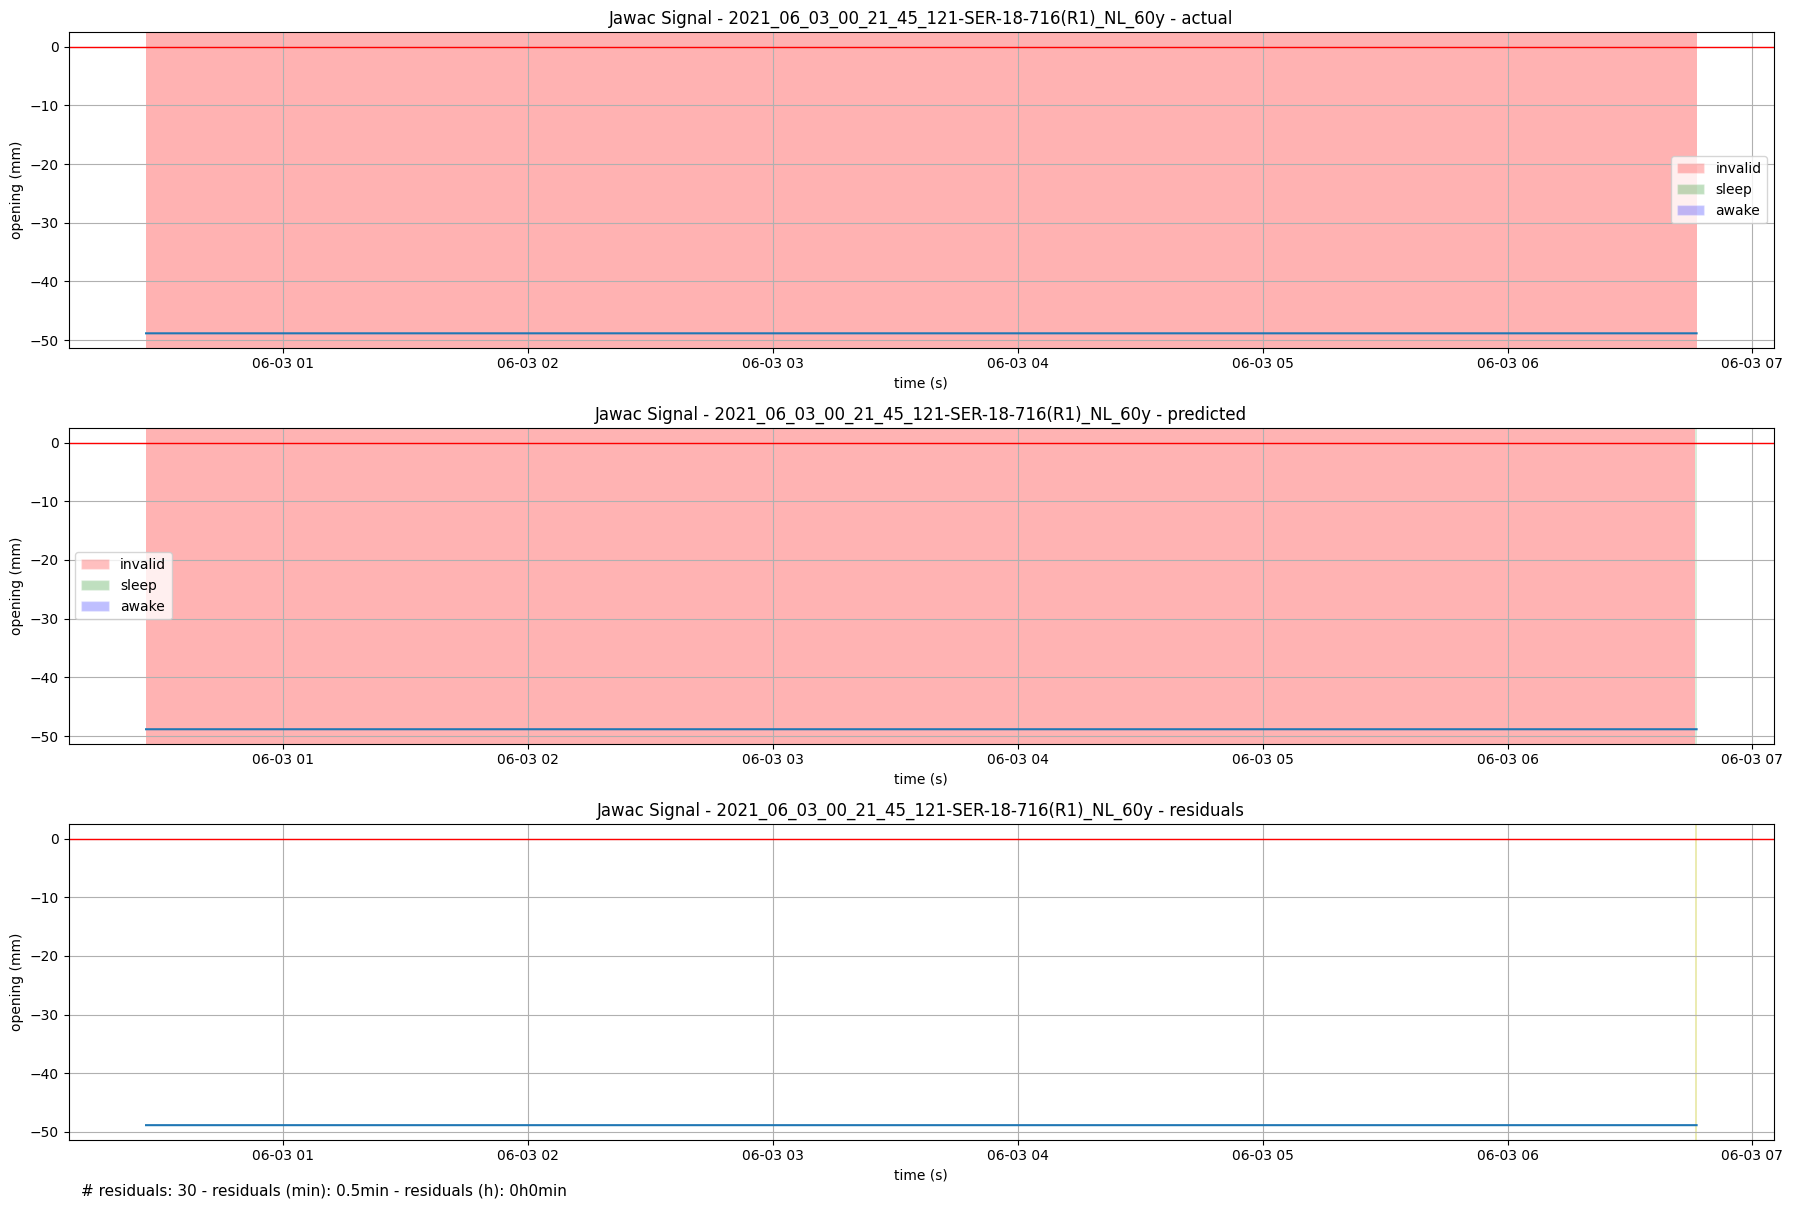 Jawac Signal - 2021_06_03_00_21_45_121-SER-18-716(R1)_NL_60y - actual
0
−10
−20
−30
−40
−50
opening (mm)
invalid
sleep
awake
06-03 01 06-03 02 06-03 03 06-03 04 06-03 05 06-03 06 06-03 07
time (s)
Jawac Signal - 2021_06_03_00_21_45_121-SER-18-716(R1)_NL_60y - predicted
0
−10
−20
−30
−40
−50
opening (mm)
invalid
sleep
awake
06-03 01 06-03 02 06-03 03 06-03 04 06-03 05 06-03 06 06-03 07
time (s)
Jawac Signal - 2021_06_03_00_21_45_121-SER-18-716(R1)_NL_60y - residuals
0
−10
−20
−30
−40
−50
opening (mm)
06-03 01 06-03 02 06-03 03 06-03 04 06-03 05 06-03 06 06-03 07
time (s)
# residuals: 30 - residuals (min): 0.5min - residuals (h): 0h0min